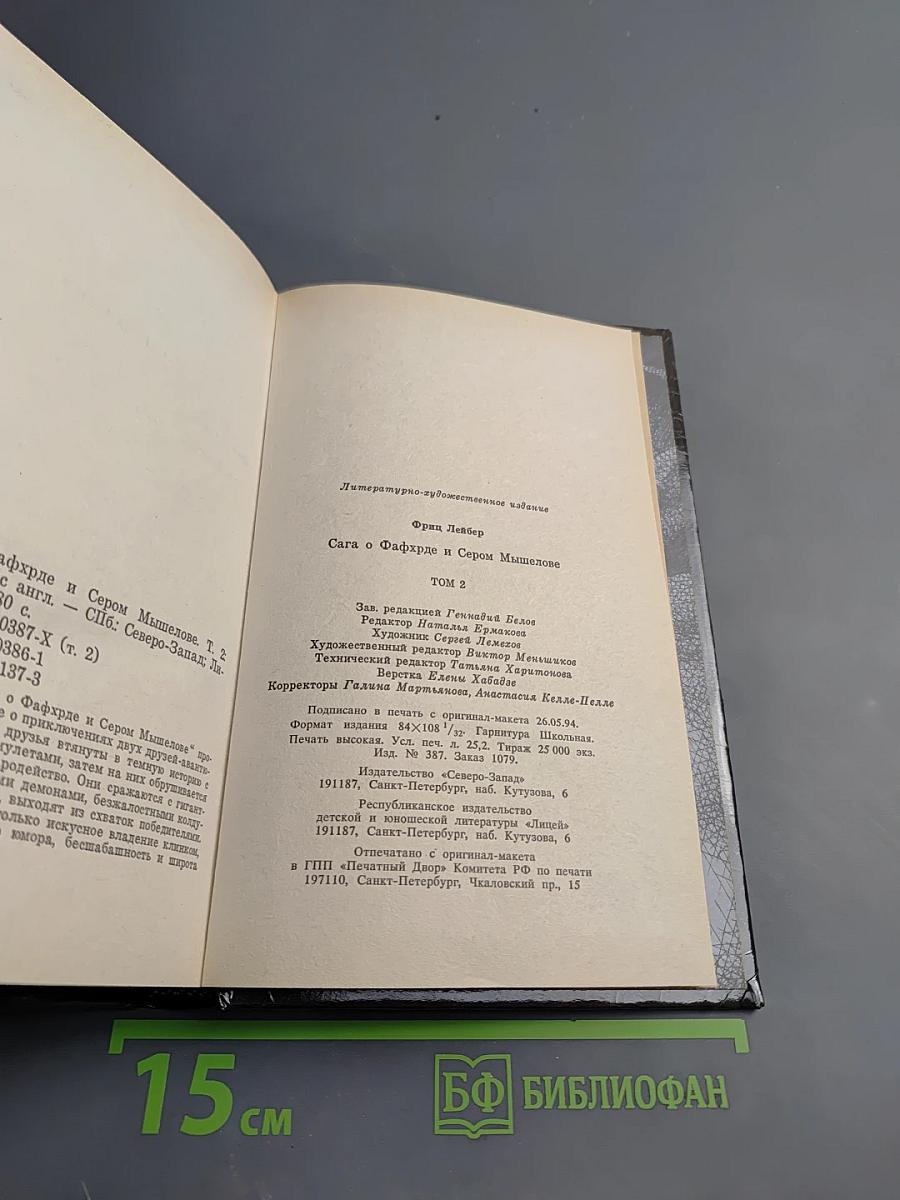 афхрде и Сером Мышелове. Т. 2:
с англ. — СПб.: Северо-Запад; Ли-
80 с.
0387-X (т. 2)
0386-1
137-3
о Фафхрде и Сером Мышелове" про-
е о приключениях двух друзей-аванτю-
друзья втянуты в темную историю с
мулетами, затем на них обрушивается
родейство. Они сражаются с гигант-
ми демонами, безжалостными колду-
, выходят из схваток победителями.
олько искусное владение клинком,
о юмора, бесшабашность и широта
Литературно-художественное издание
Фриц Лейбер
Сага о Фафхрде и Сером Мышелове
ТОМ 2
Зав. редакцией Геннадий Белов
Редактор Наталья Ермакова
Художник Сергей Лемехов
Художественный редактор Виктор Меньшиков
Технический редактор Татьяна Харитонова
Верстка Елены Хабадзе
Корректоры Галина Мартьянова, Анастасия Келле-Пелле
Подписано в печать с оригинал-макета 26.05.94.
Формат издания 84×108 1/32. Гарнитура Школьная.
Печать высокая. Усл. печ. л. 25,2. Тираж 25 000 экз.
Изд. № 387. Заказ 1079.
Издательство «Северо-Запад»
191187, Санкт-Петербург, наб. Кутузова, 6
Республиканское издательство
детской и юношеской литературы «Лицей»
191187, Санкт-Петербург, наб. Кутузова, 6
Отпечатано с оригинал-макета
в ГПП «Печатный Двор» Комитета РФ по печати
197110, Санкт-Петербург, Чкаловский пр., 15
15 см
БФ БИБЛИОФАН